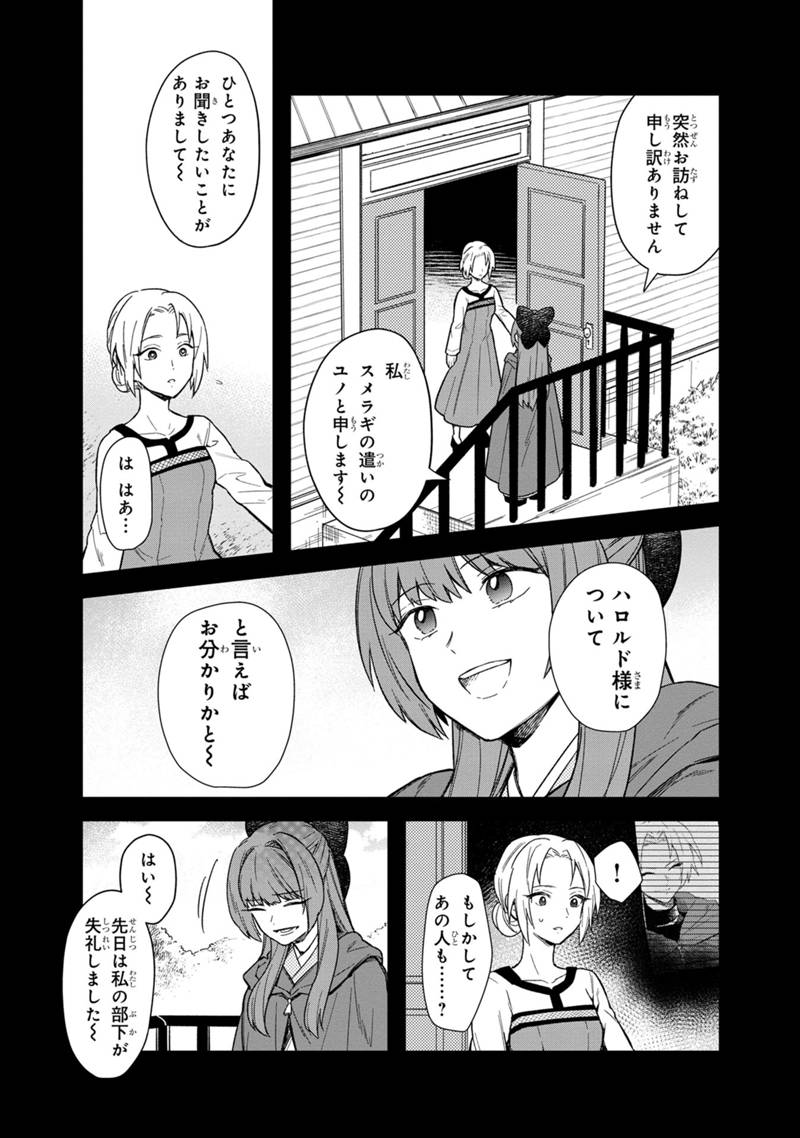 突然お訪ねして
申し訳ありません
私
スメラギの遣いの
ユノと申します〜
ひとつあなたに
お聞きしたいことが
ありまして〜
は はあ…
ハロルド様に
ついて
と言えば
お分かりかと〜
！
もしかして
あの人も……？
はい〜
先日は私の部下が
失礼しました〜